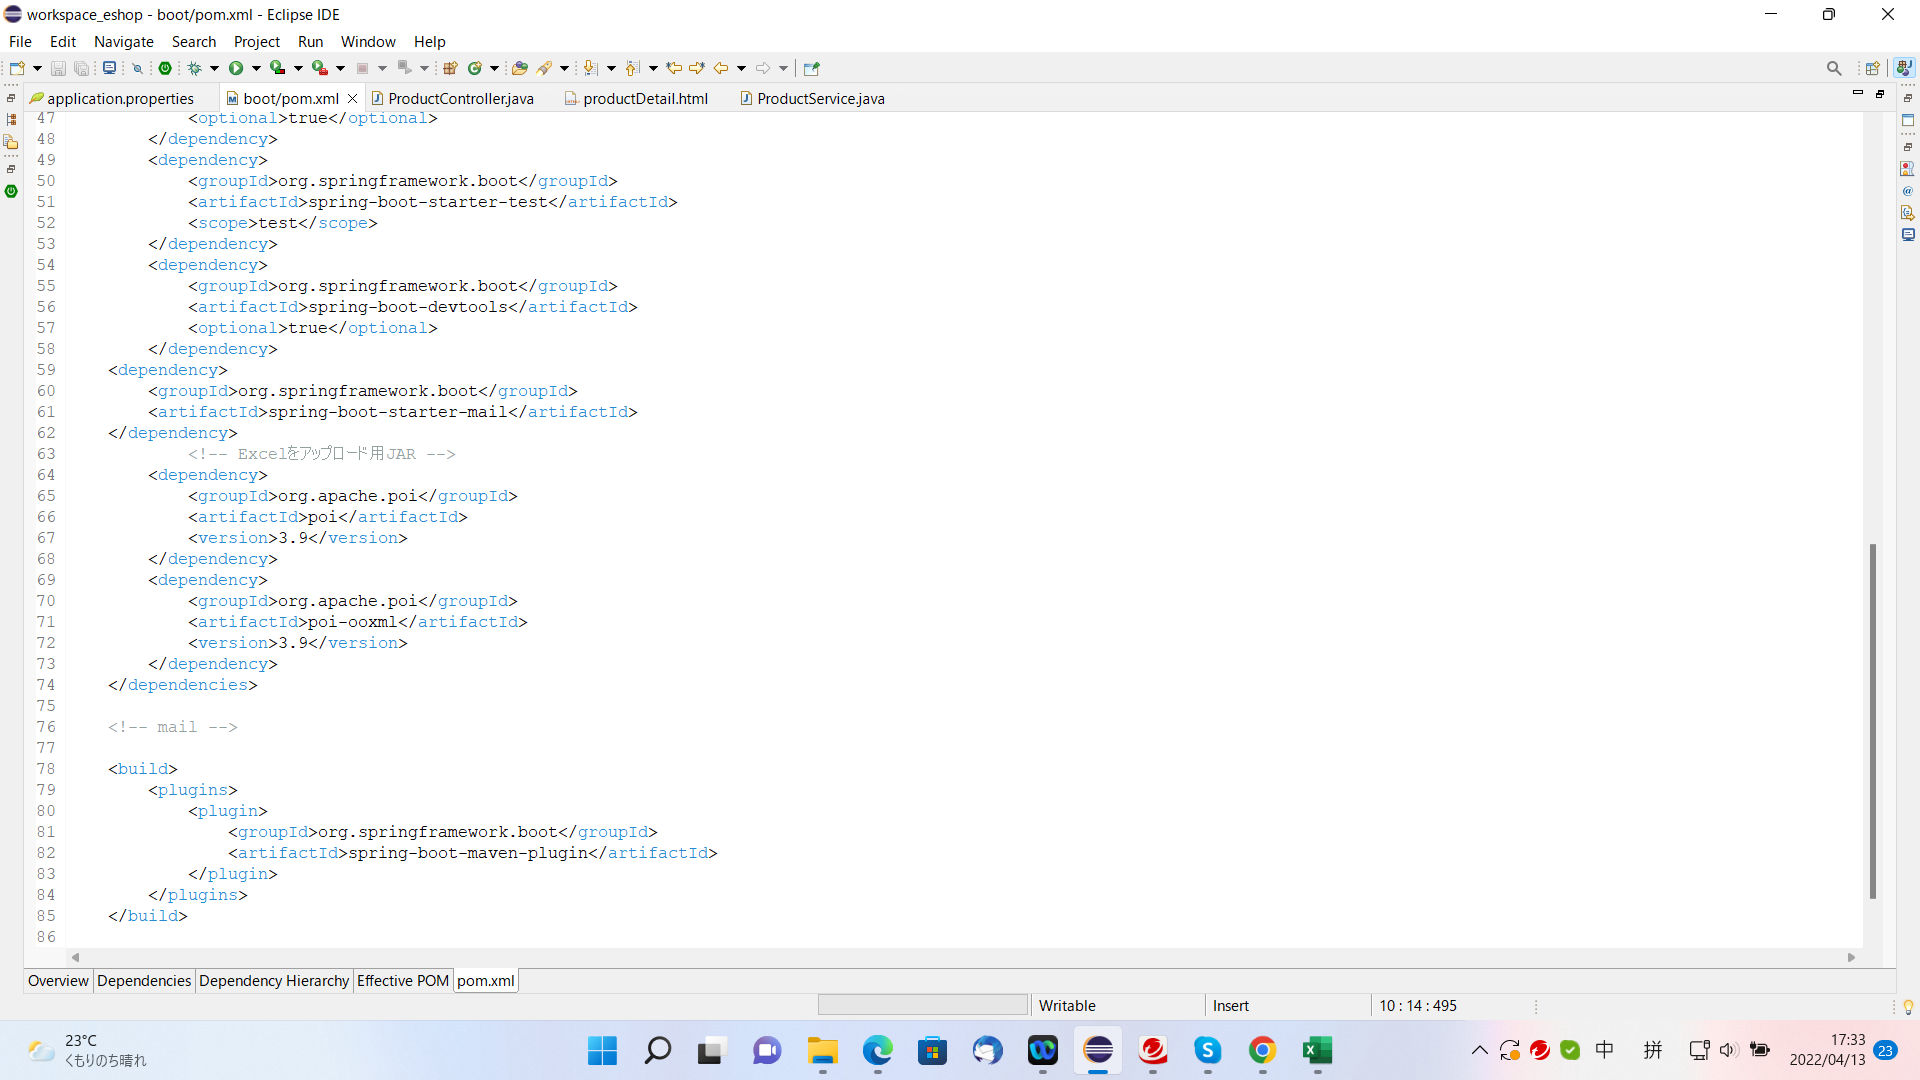 workspace_eshop - boot/pom.xml - Eclipse IDE
File Edit Navigate Search Project Run Window Help
application.properties boot/pom.xml ProductController.java productDetail.html ProductService.java
47 <optional>true</optional>
48 </dependency>
49 <dependency>
50 <groupId>org.springframework.boot</groupId>
51 <artifactId>spring-boot-starter-test</artifactId>
52 <scope>test</scope>
53 </dependency>
54 <dependency>
55 <groupId>org.springframework.boot</groupId>
56 <artifactId>spring-boot-devtools</artifactId>
57 <optional>true</optional>
58 </dependency>
59 <dependency>
60 <groupId>org.springframework.boot</groupId>
61 <artifactId>spring-boot-starter-mail</artifactId>
62 </dependency>
63 <!-- Excelをアップロード用JAR -->
64 <dependency>
65 <groupId>org.apache.poi</groupId>
66 <artifactId>poi</artifactId>
67 <version>3.9</version>
68 </dependency>
69 <dependency>
70 <groupId>org.apache.poi</groupId>
71 <artifactId>poi-ooxml</artifactId>
72 <version>3.9</version>
73 </dependency>
74 </dependencies>
75
76 <!-- mail -->
77
78 <build>
79 <plugins>
80 <plugin>
81 <groupId>org.springframework.boot</groupId>
82 <artifactId>spring-boot-maven-plugin</artifactId>
83 </plugin>
84 </plugins>
85 </build>
86
Overview Dependencies Dependency Hierarchy Effective POM pom.xml
Writable Insert 10 : 14 : 495
23°C
くもりのち晴れ
中 拼
17:33
2022/04/13 23